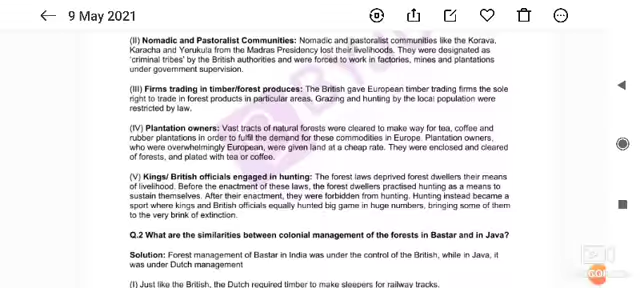 9 May 2021
(II) Nomadic and Pastoralist Communities: Nomadic and pastoralist communities like the Korava,
Karacha and Yerukula from the Madras Presidency lost their livelihoods. They were designated as
'criminal tribes' by the British authorities and were forced to work in factories, mines and plantations
under government supervision.
(III) Firms trading in timber/forest produces: The British gave European timber trading firms the sole
right to trade in forest products in particular areas. Grazing and hunting by the local population were
restricted by law.
(IV) Plantation owners: Vast tracts of natural forests were cleared to make way for tea, coffee and
rubber plantations in order to fulfil the demand for these commodities in Europe. Plantation owners,
who were overwhelmingly European, were given land at a cheap rate. They were enclosed and cleared
of forests, and plated with tea or coffee.
(V) Kings/ British officials engaged in hunting: The forest laws deprived forest dwellers their means
of livelihood. Before the enactment of these laws, the forest dwellers practised hunting as a means to
sustain themselves. After their enactment, they were forbidden from hunting. Hunting instead became a
sport where kings and British officials equally hunted big game in huge numbers, bringing some of them
to the very brink of extinction.
Q.2 What are the similarities between colonial management of the forests in Bastar and in Java?
Solution: Forest management of Bastar in India was under the control of the British, while in Java, it
was under Dutch management
(I) Just like the British, the Dutch required timber to make sleepers for railway tracks.